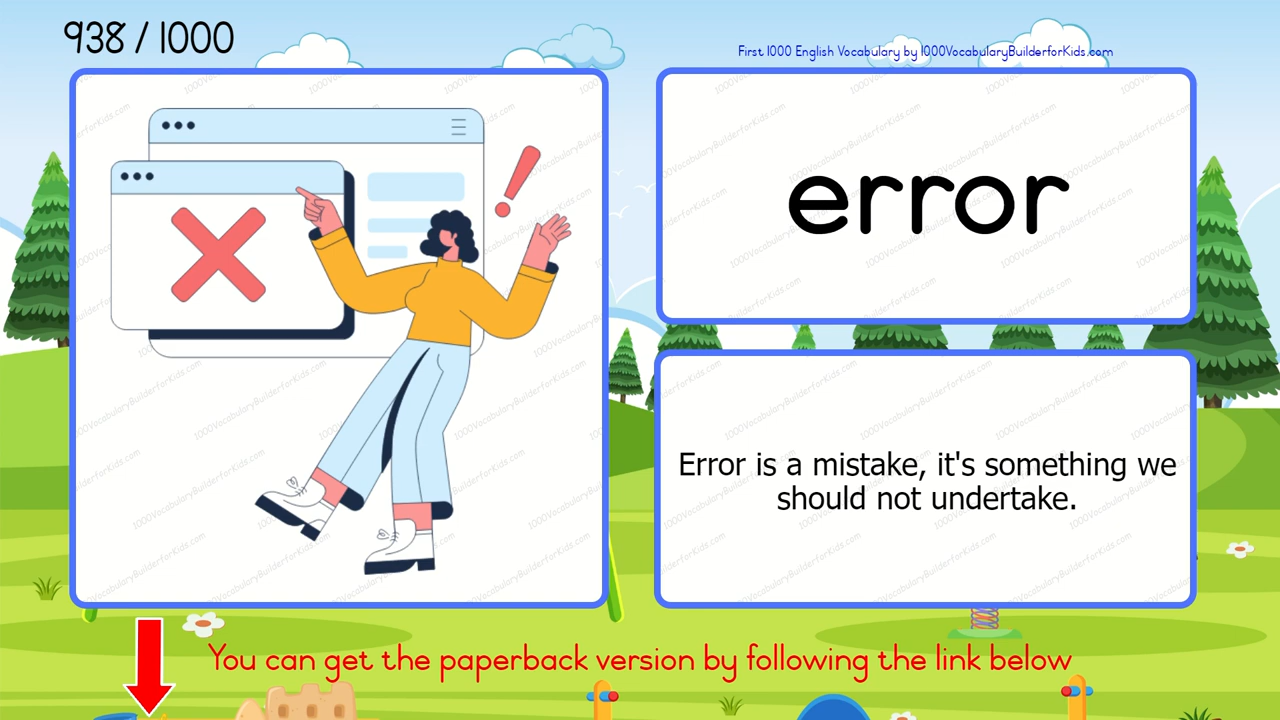 938 / 1000
First 1000 English Vocabulary by 1000VocabularyBuilderforKids.com
error
Error is a mistake, it's something we
should not undertake.
You can get the paperback version by following the link below